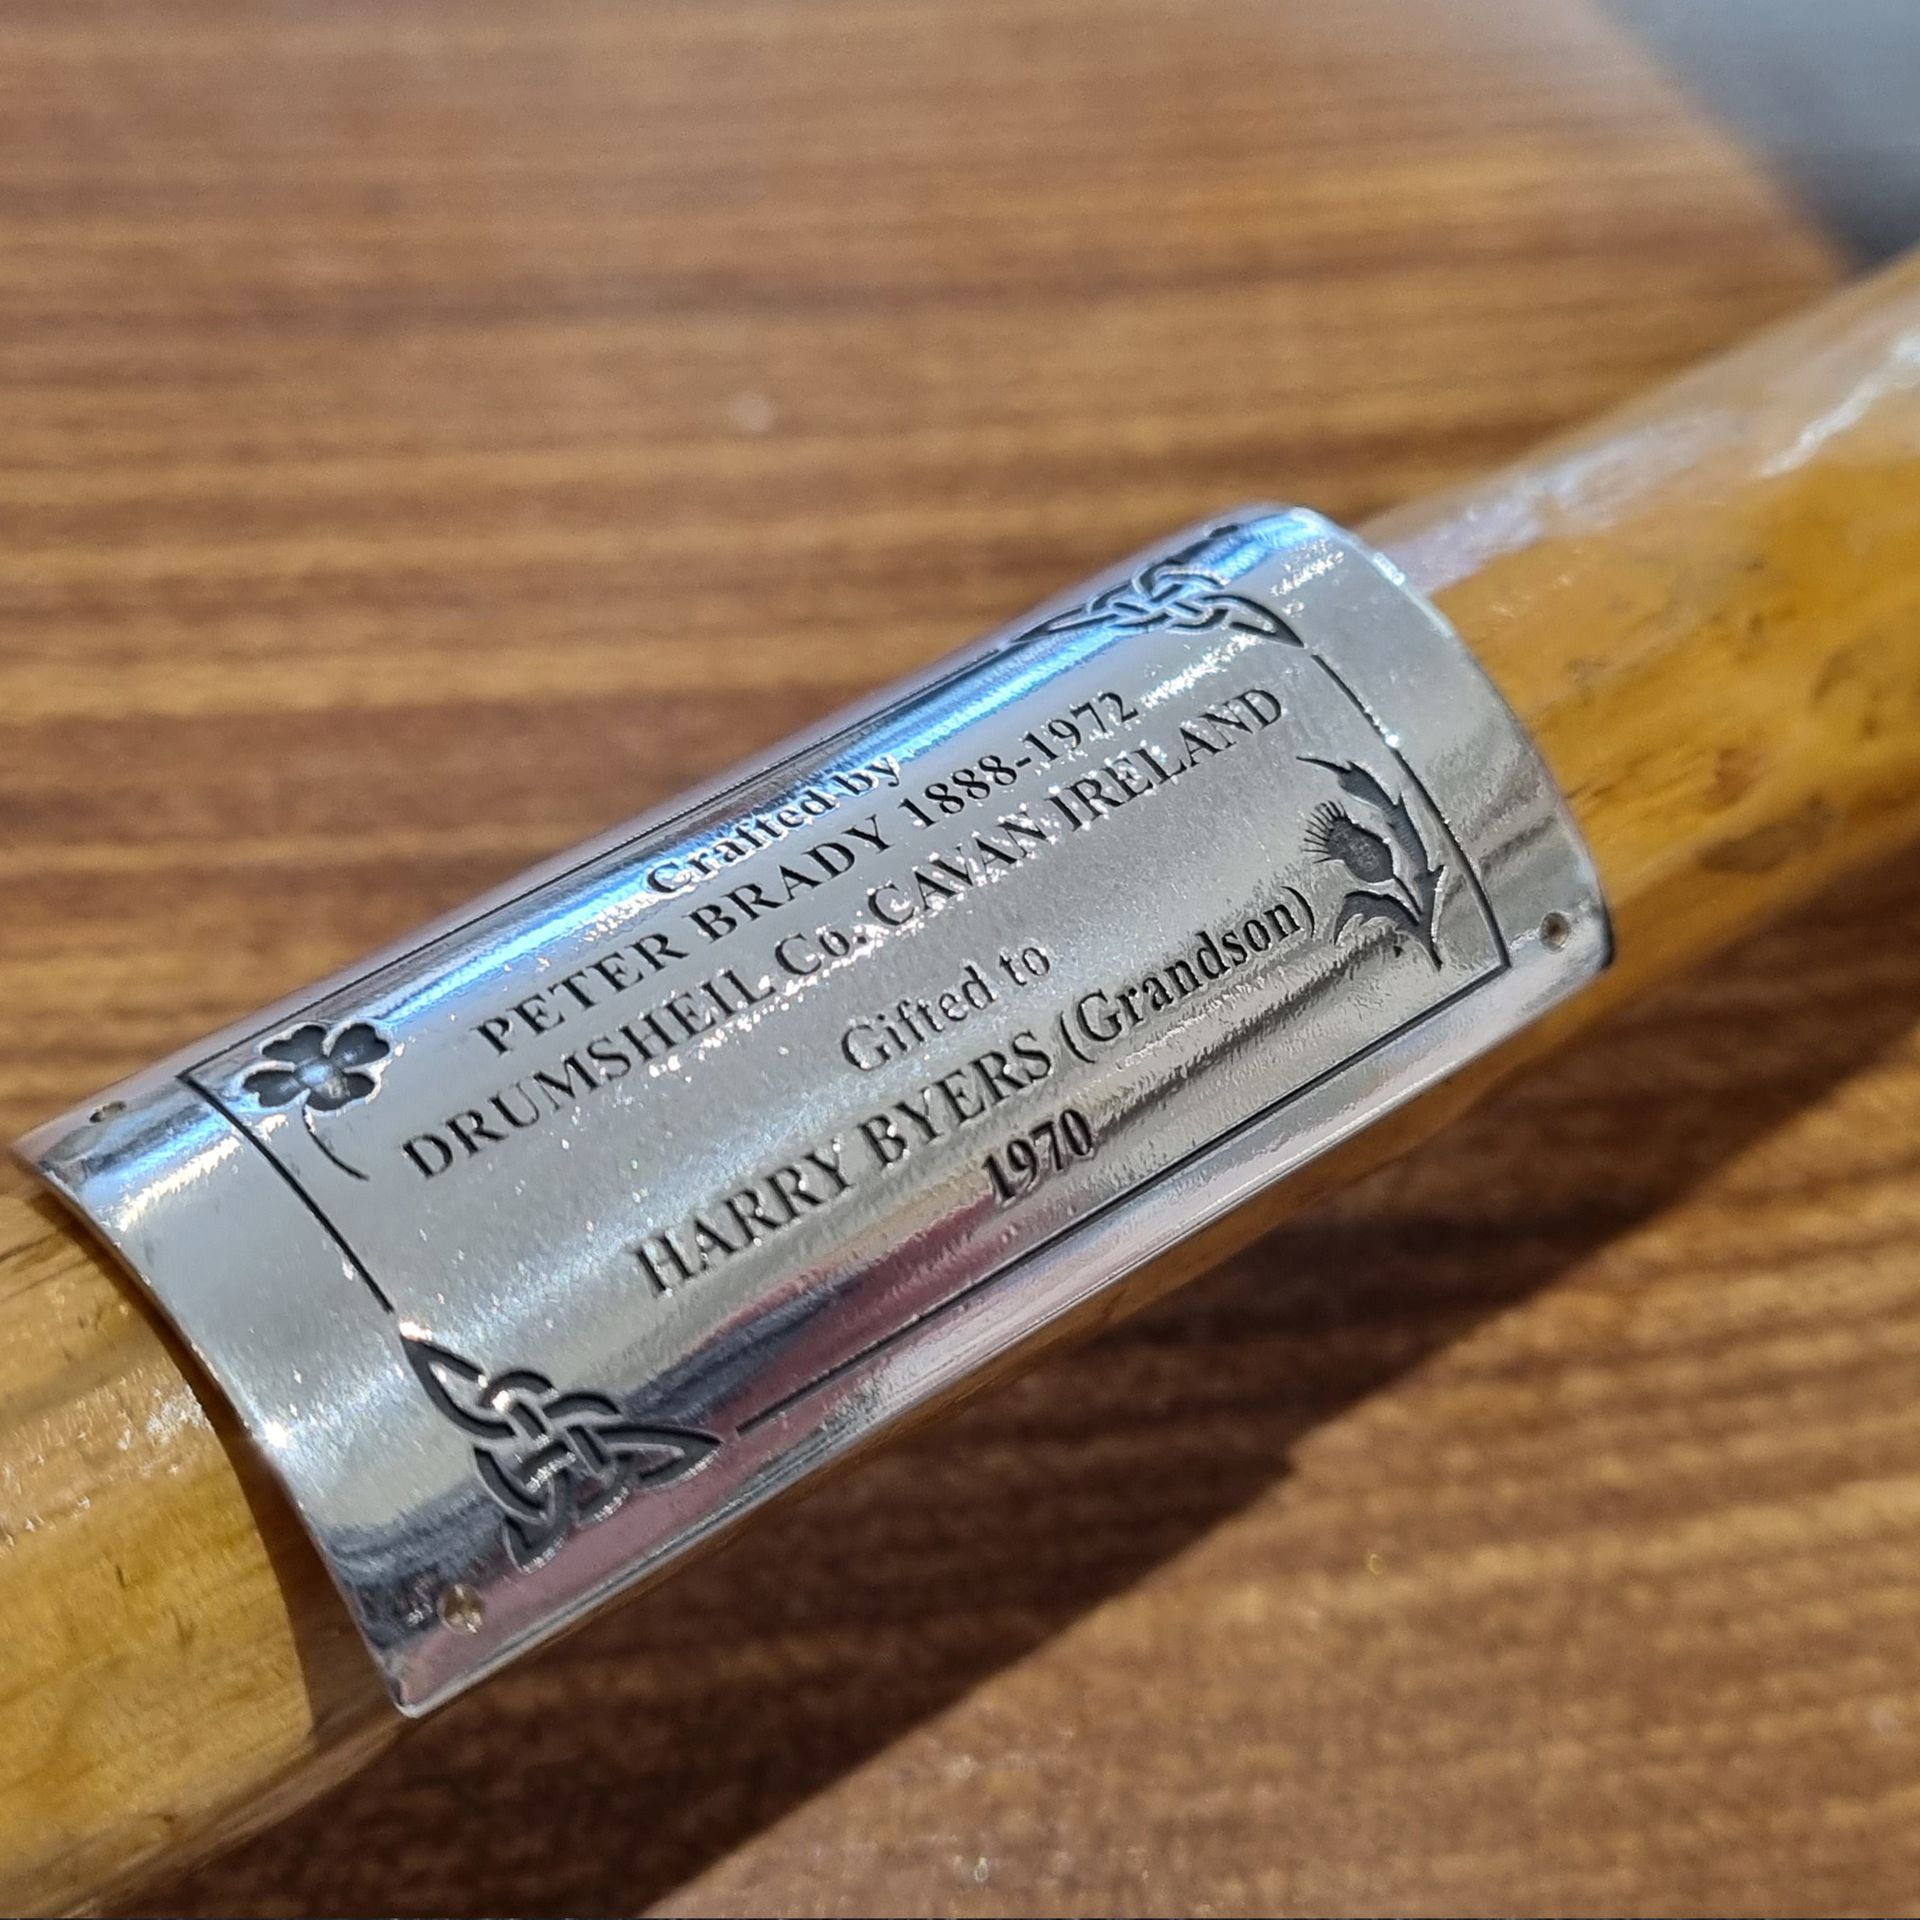 Crafted by
PETER BRADY 1888-1972
DRUMSHEIL Co. CAVAN IRELAND
Gifted to
HARRY BYERS (Grandson)
1970